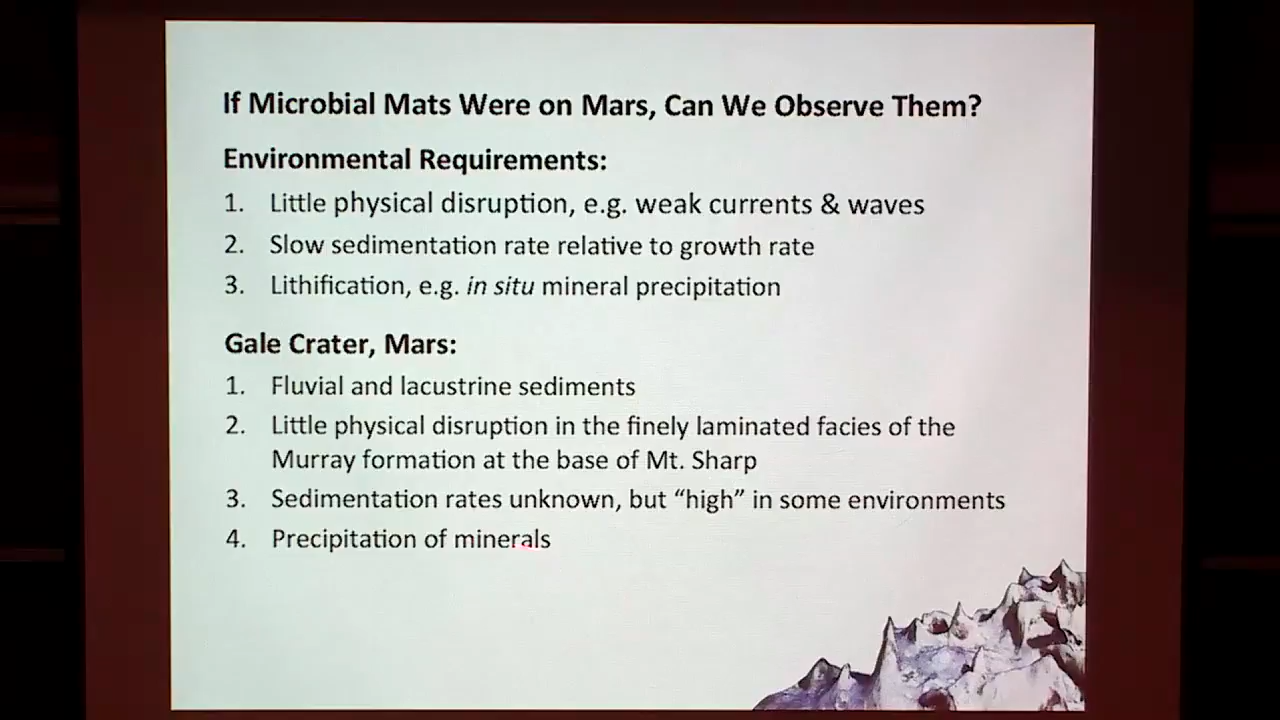 If Microbial Mats Were on Mars, Can We Observe Them?
Environmental Requirements:
1. Little physical disruption, e.g. weak currents & waves
2. Slow sedimentation rate relative to growth rate
3. Lithification, e.g. in situ mineral precipitation
Gale Crater, Mars:
1. Fluvial and lacustrine sediments
2. Little physical disruption in the finely laminated facies of the
Murray formation at the base of Mt. Sharp
3. Sedimentation rates unknown, but “high” in some environments
4. Precipitation of minerals